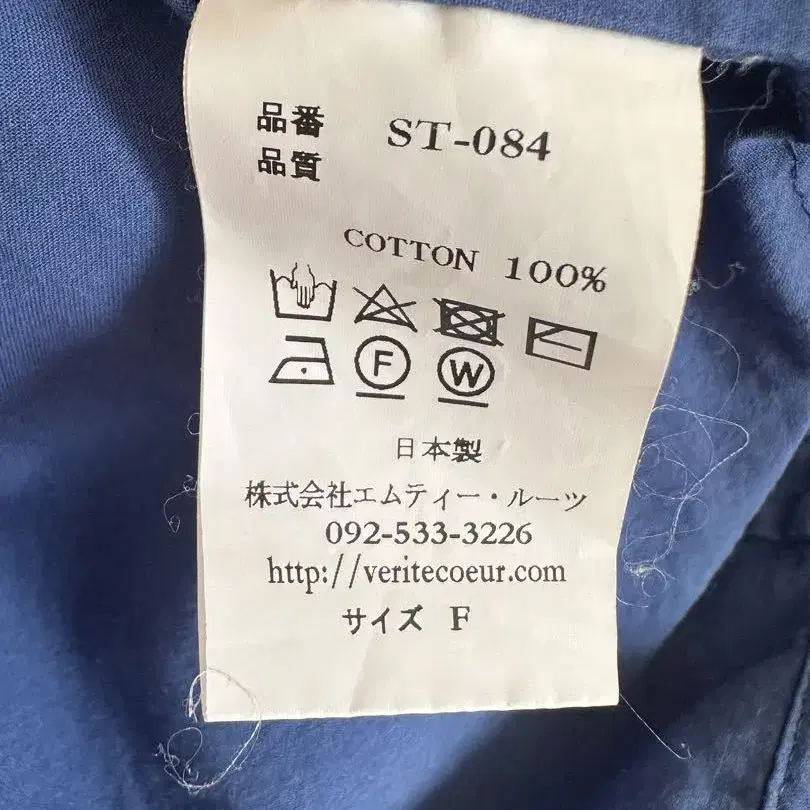 品番 ST-084
品質
COTTON 100%
F W
日本製
株式会社エムティー・ルーツ
092-533-3226
http://veritecoeur.com
サイズ F